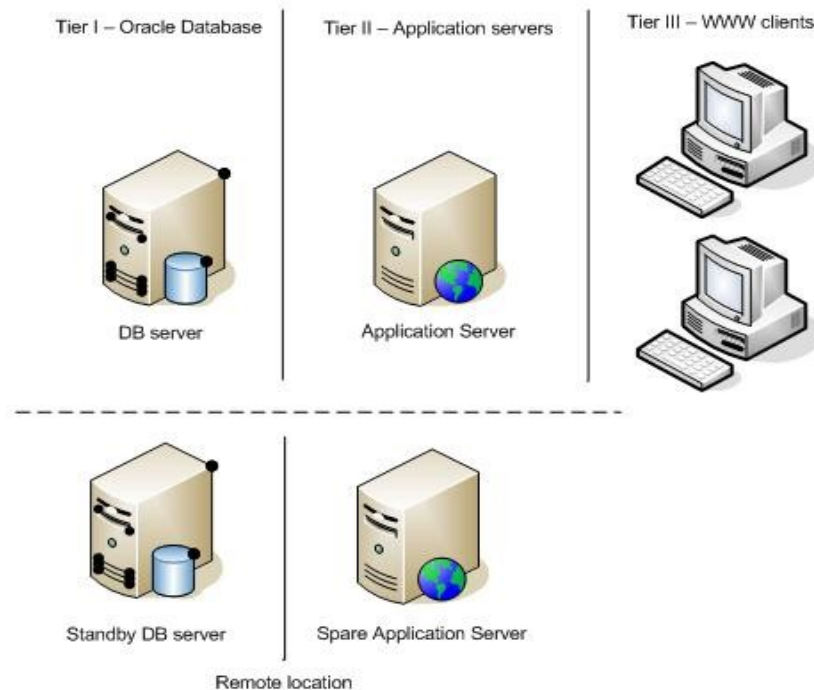 Tier I – Oracle Database
Tier II – Application servers
Tier III – WWW clients
DB server
Application Server
Standby DB server
Spare Application Server
Remote location